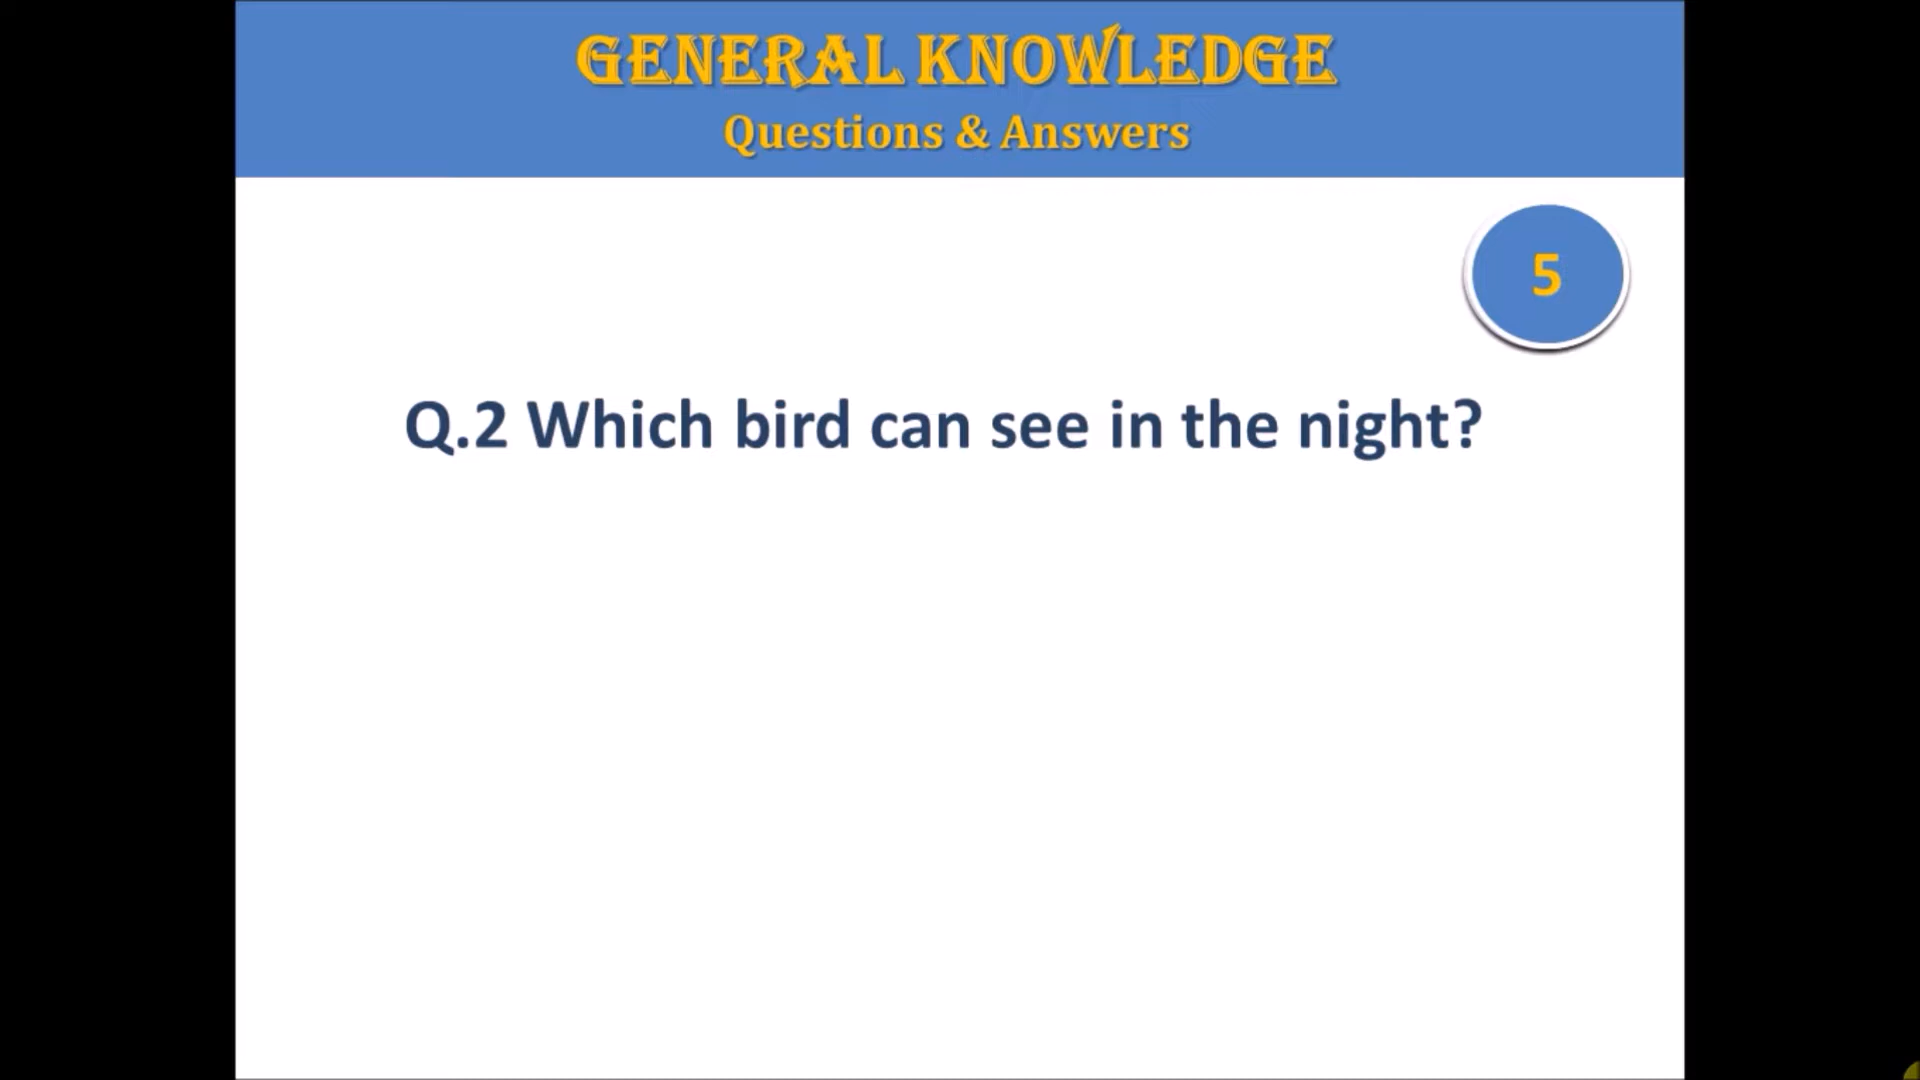 GENERAL KNOWLEDGE
Questions & Answers
5
Q.2 Which bird can see in the night?